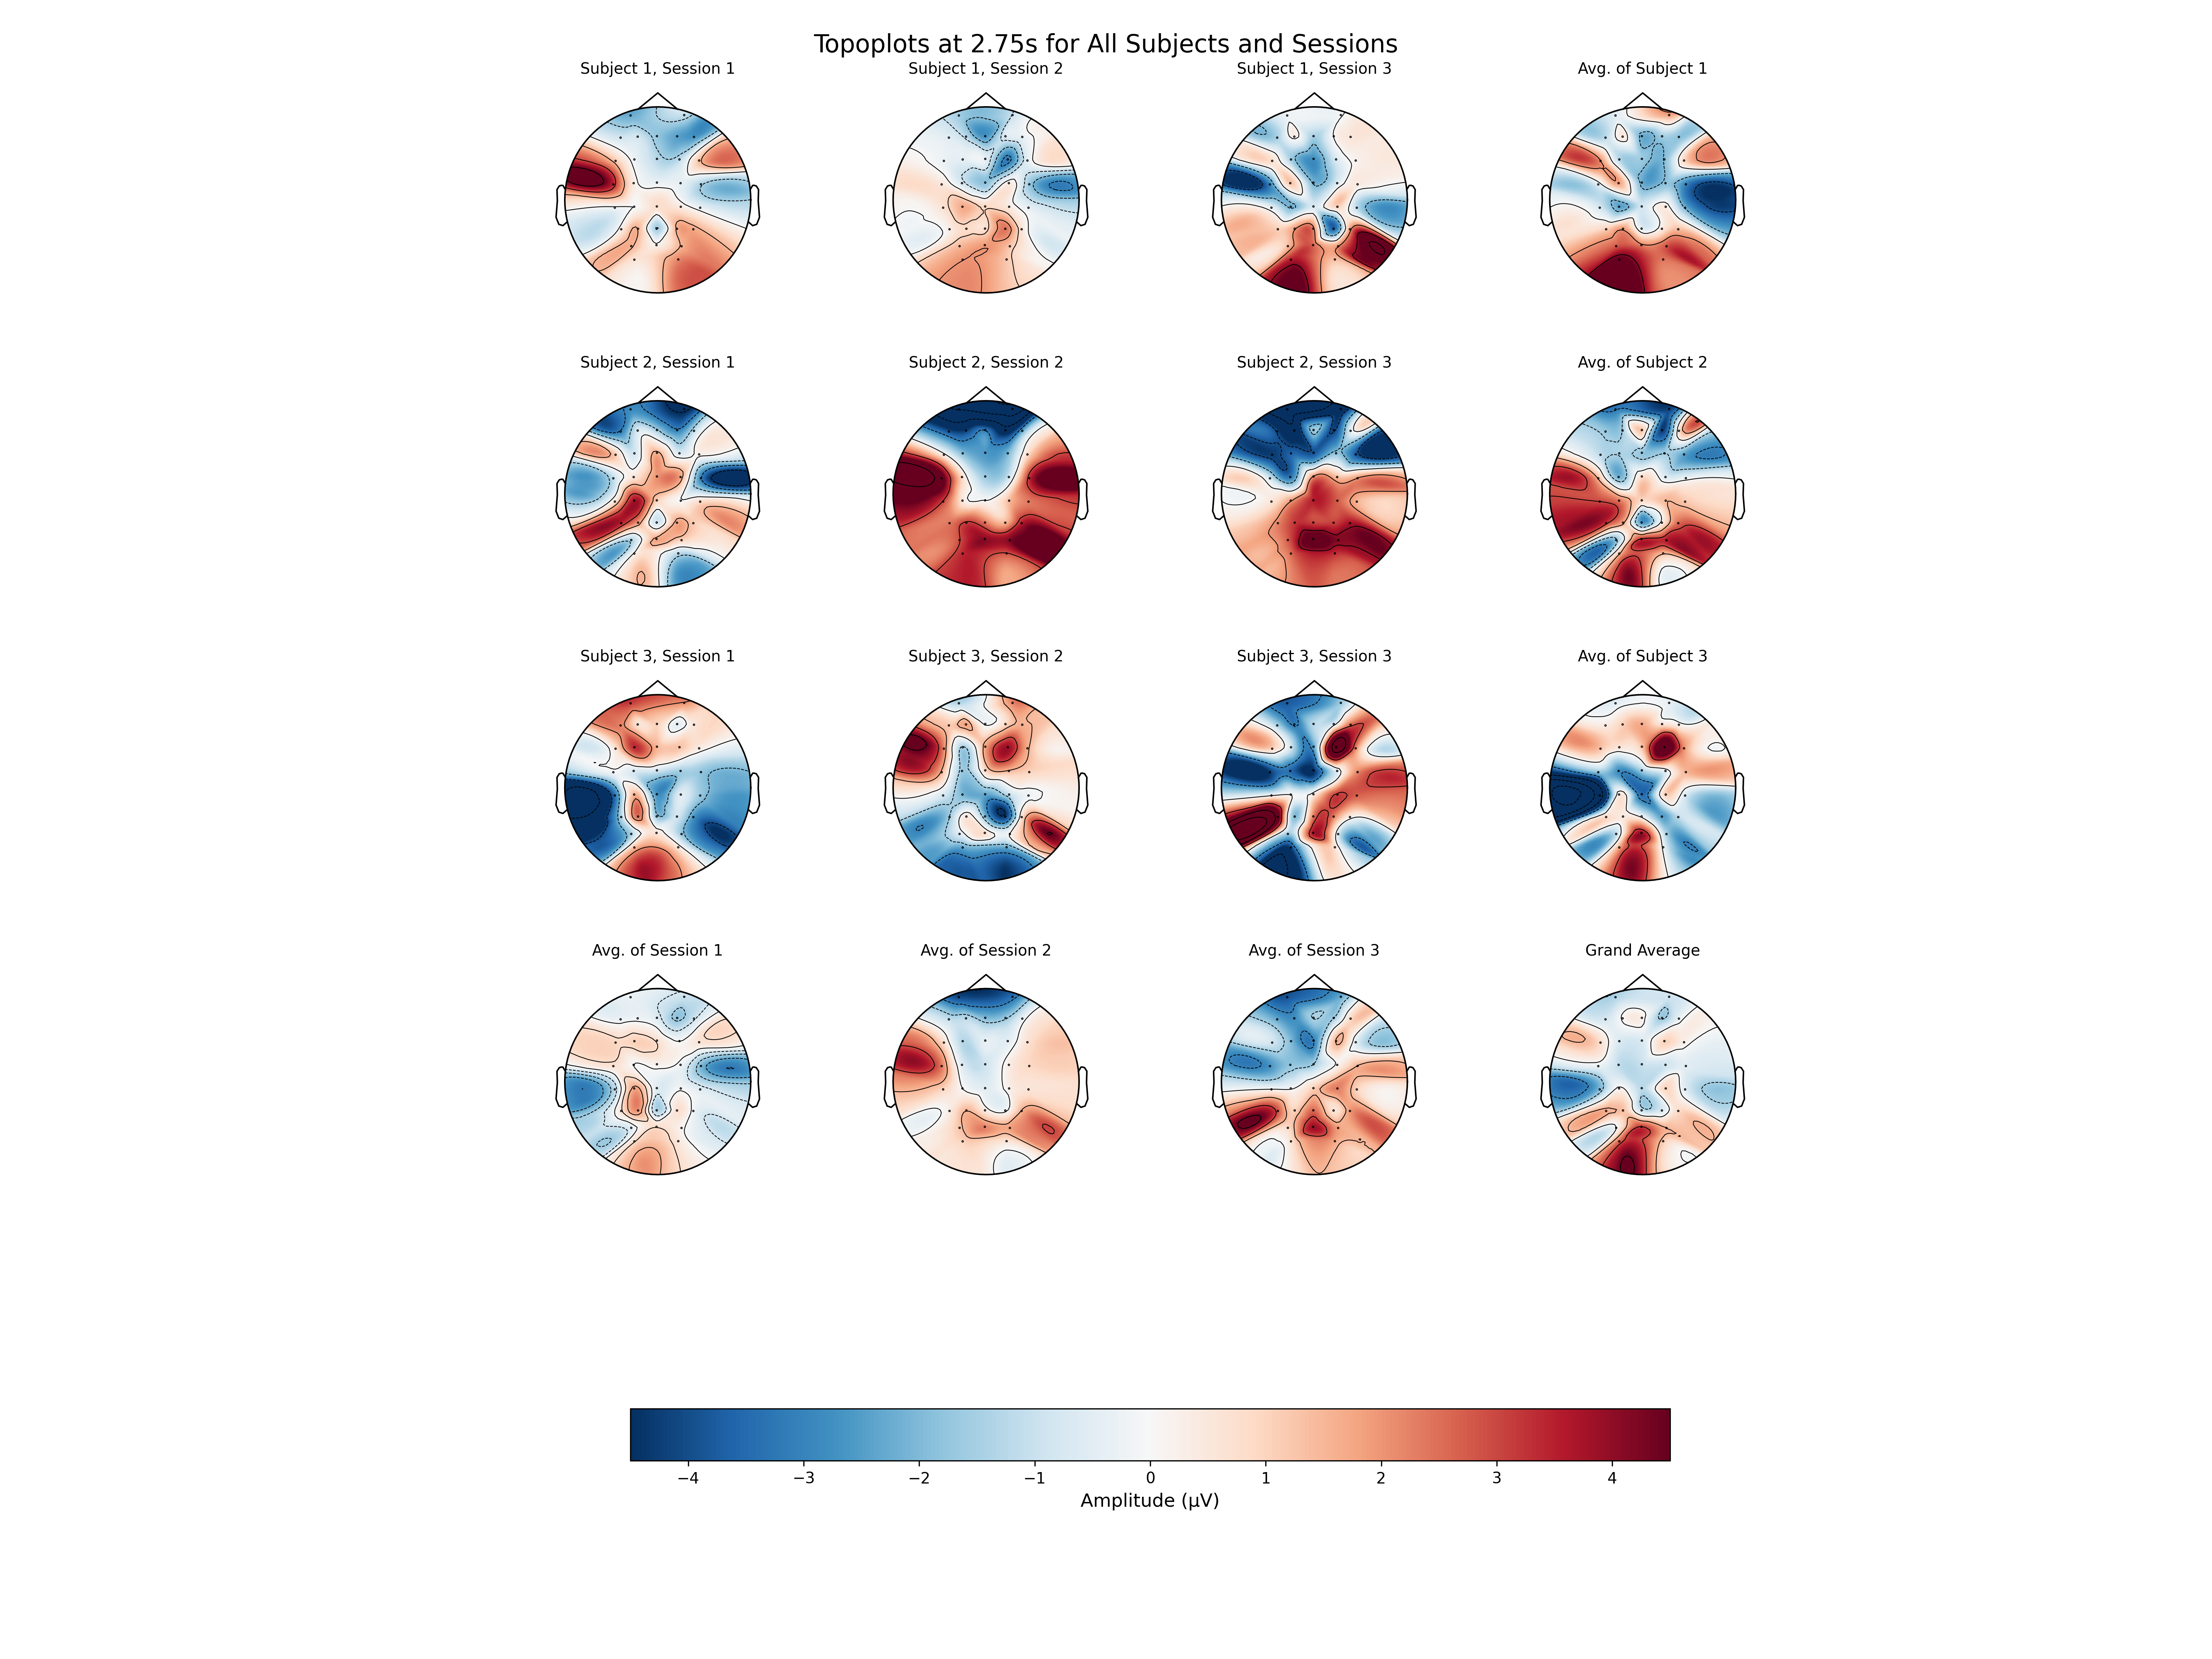 Topoplots at 2.75s for All Subjects and Sessions
Subject 1, Session 1
Subject 1, Session 2
Subject 1, Session 3
Avg. of Subject 1
Subject 2, Session 1
Subject 2, Session 2
Subject 2, Session 3
Avg. of Subject 2
Subject 3, Session 1
Subject 3, Session 2
Subject 3, Session 3
Avg. of Subject 3
Avg. of Session 1
Avg. of Session 2
Avg. of Session 3
Grand Average
−4 −3 −2 −1 0 1 2 3 4
Amplitude (µV)